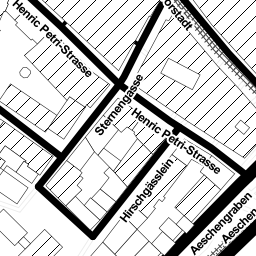 Henric Petri-Strasse
orstadt
Sternengasse
Henric Petri-Strasse
Hirschgässlein
Aeschengraben
Aeschen